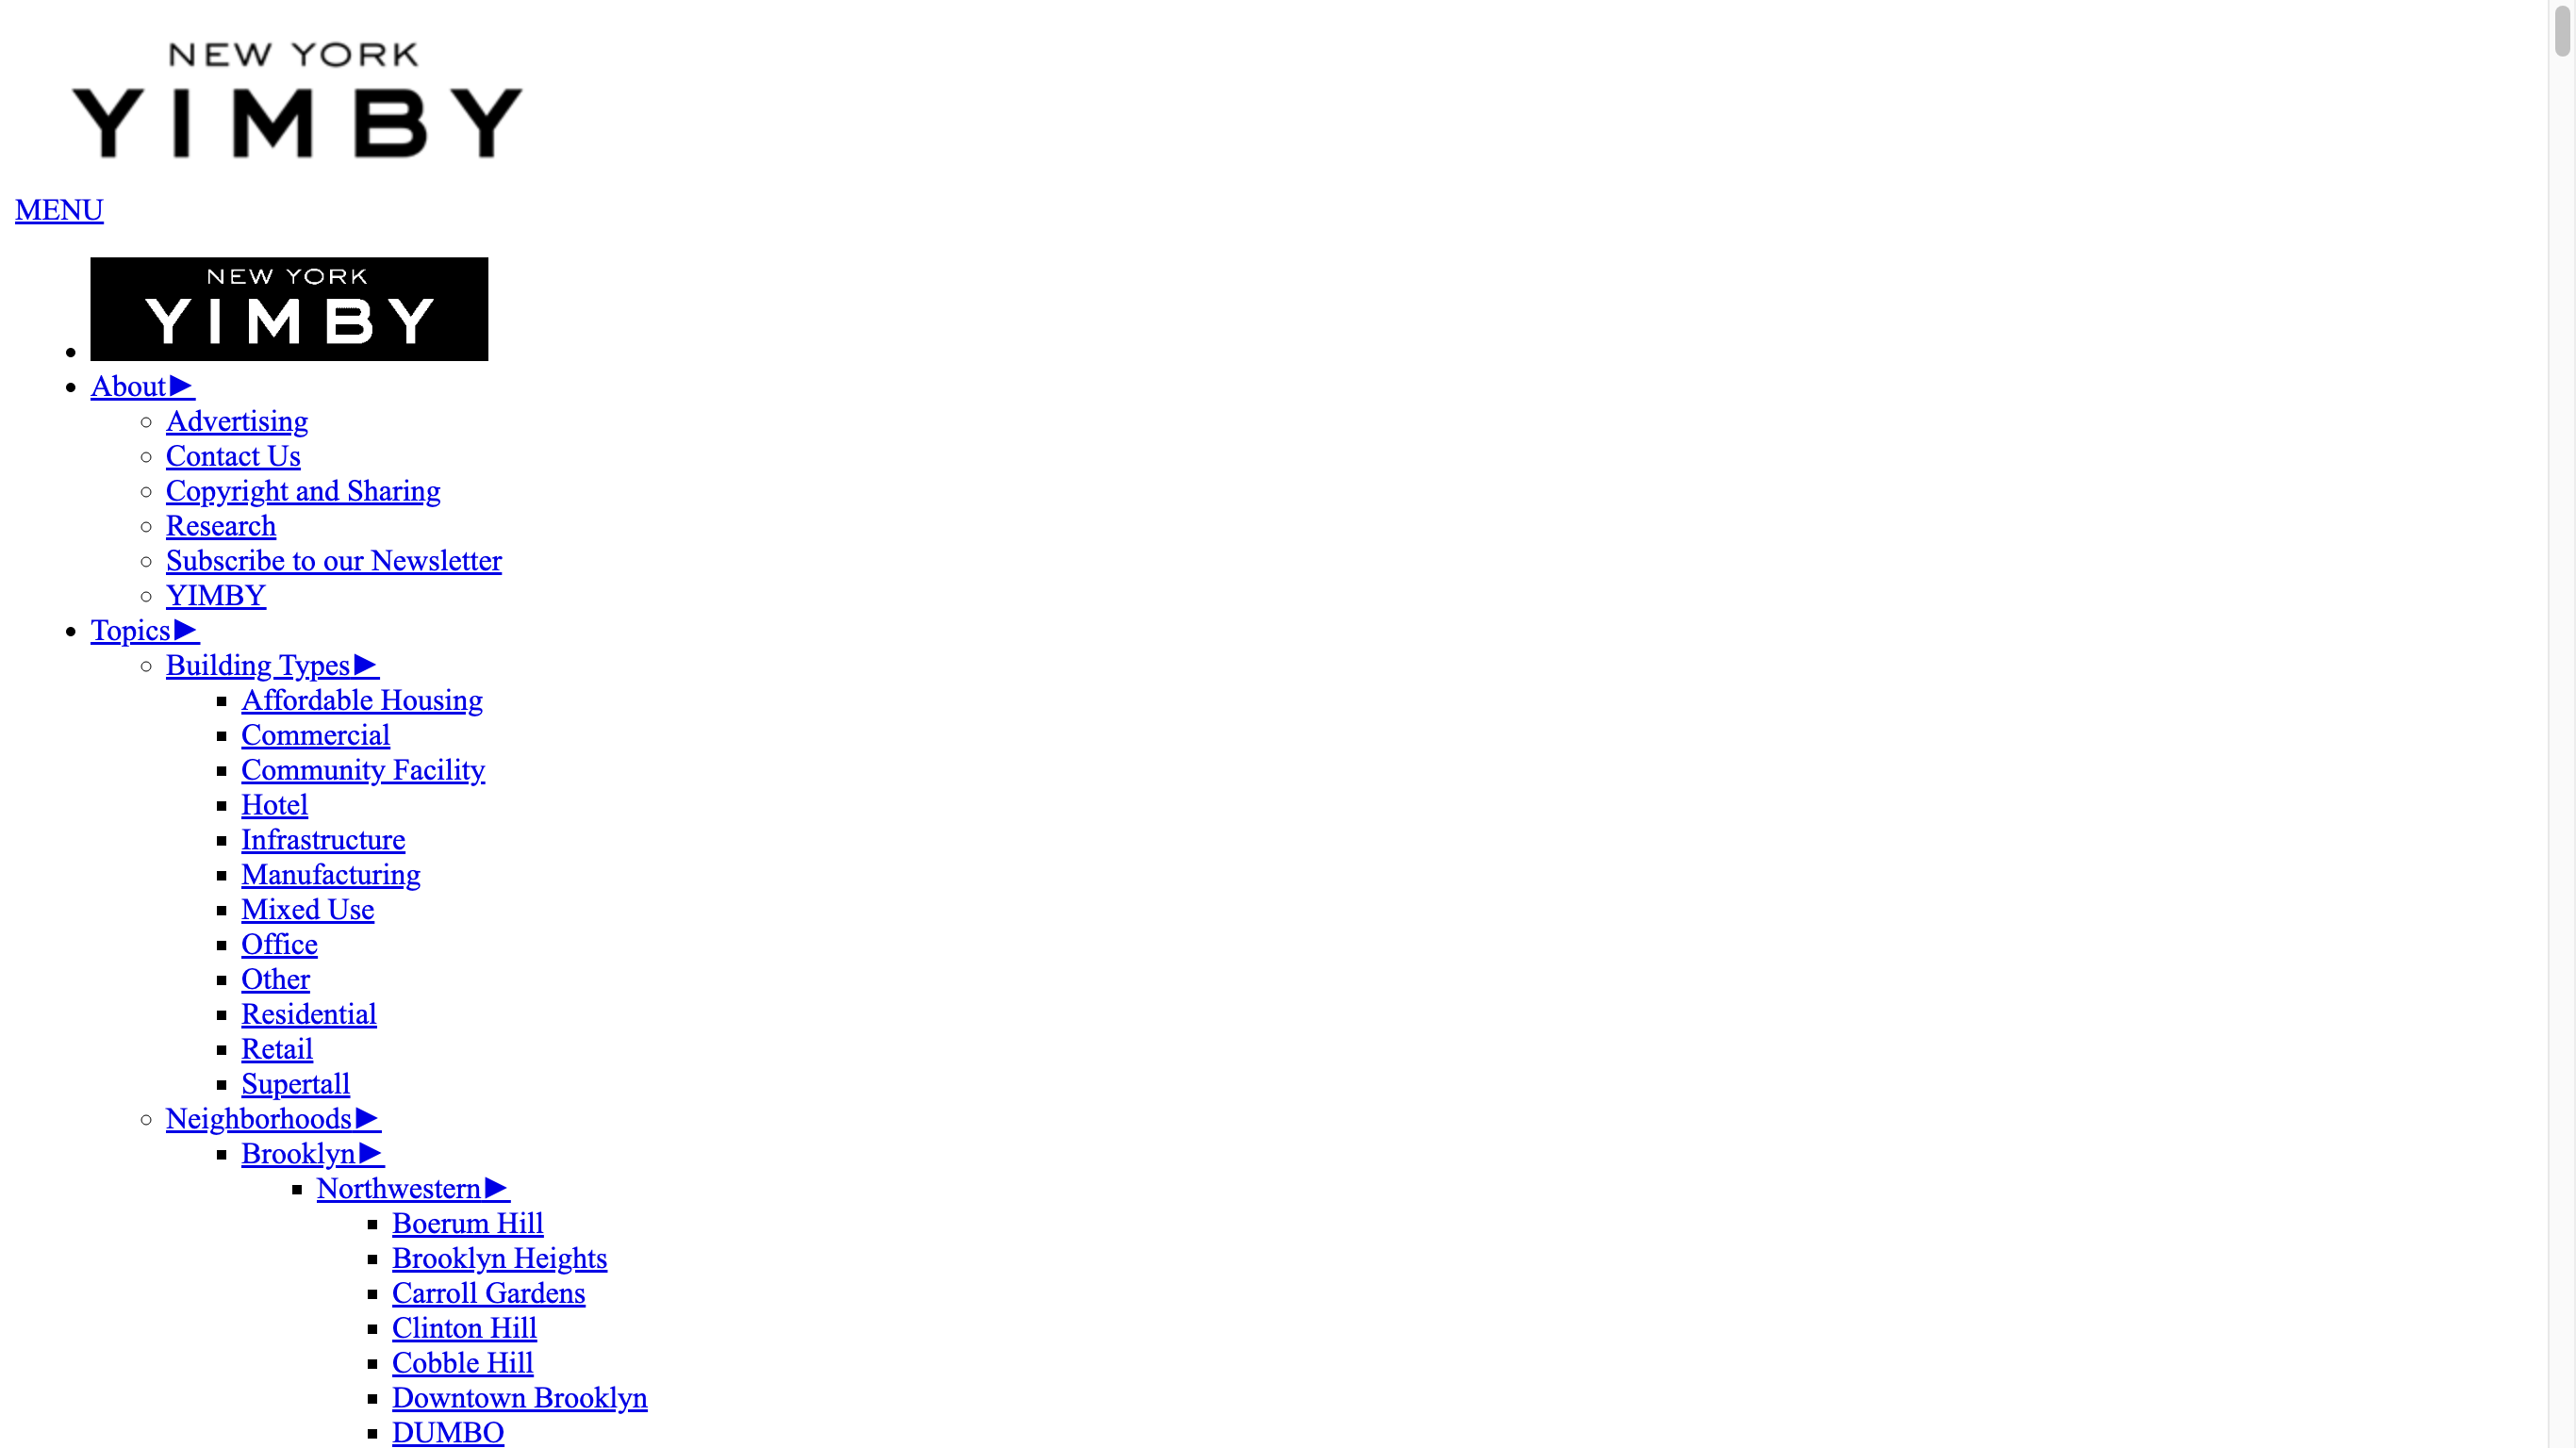 NEW YORK
YIMBY
MENU
NEW YORK
YIMBY
About►
Advertising
Contact Us
Copyright and Sharing
Research
Subscribe to our Newsletter
YIMBY
Topics►
Building Types►
Affordable Housing
Commercial
Community Facility
Hotel
Infrastructure
Manufacturing
Mixed Use
Office
Other
Residential
Retail
Supertall
Neighborhoods►
Brooklyn►
Northwestern►
Boerum Hill
Brooklyn Heights
Carroll Gardens
Clinton Hill
Cobble Hill
Downtown Brooklyn
DUMBO